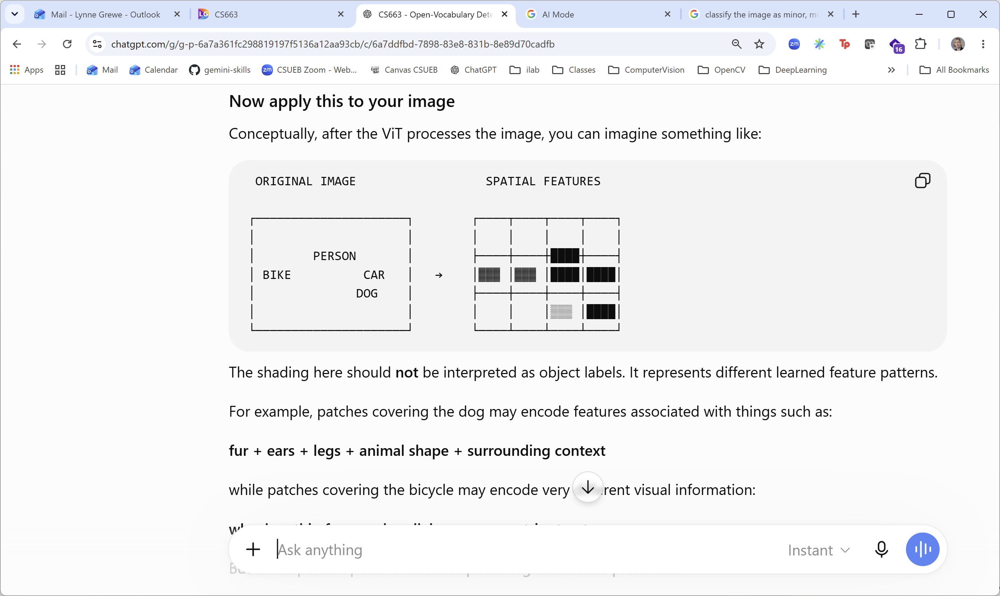 Mail - Lynne Grewe - Outlook
CS663
CS663 - Open-Vocabulary Dete
AI Mode
classify the image as minor, mo
chatgpt.com/g/g-p-6a7a361fc298819197f5136a12aa93cb/c/6a7ddfbd-7898-83e8-831b-8e89d70cadfb
zm
Tp
16
Apps
Mail
Calendar
gemini-skills
CSUEB Zoom - Web...
Canvas CSUEB
ChatGPT
ilab
Classes
ComputerVision
OpenCV
DeepLearning
All Bookmarks
Now apply this to your image
Conceptually, after the ViT processes the image, you can imagine something like:
ORIGINAL IMAGE SPATIAL FEATURES
PERSON
BIKE CAR →
DOG
The shading here should not be interpreted as object labels. It represents different learned feature patterns.
For example, patches covering the dog may encode features associated with things such as:
fur + ears + legs + animal shape + surrounding context
while patches covering the bicycle may encode very rent visual information:
Ask anything
Instant